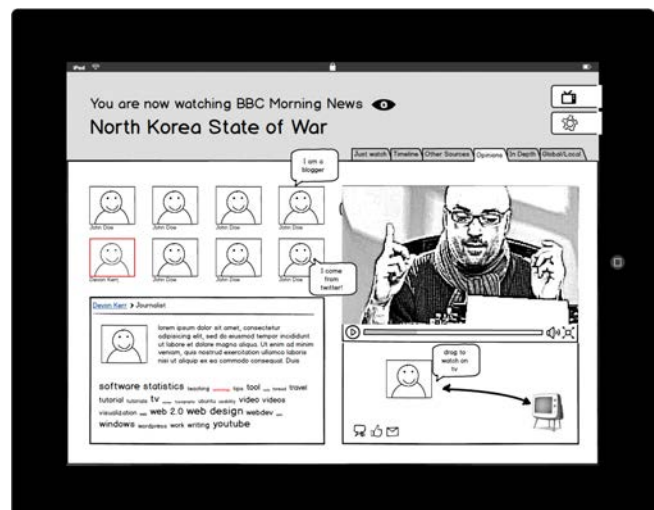 iPad
You are now watching BBC Morning News
North Korea State of War
Just watch Timeline Other Sources Opinions In Depth Global/Local
I am a
blogger
John Doe John Doe John Doe John Doe
Devon Kerr John Doe John Doe John Doe
I come
from
twitter!
Devon Kerr > Journalist
lorem ipsum dolor sit amet, consectetur
adipisicing elit, sed do eiusmod tempor incididunt
ut labore et dolore magna aliqua. Ut enim ad minim
veniam, quis nostrud exercitation ullamco laboris
nisi ut aliquip ex ea commodo consequat. Duis
software statistics teaching tips tool travel
tutorial tutorials tv typography ubuntu usability video videos
visualization web 2.0 web design webdev
windows wordpress work writing youtube
drag to
watch on
tv